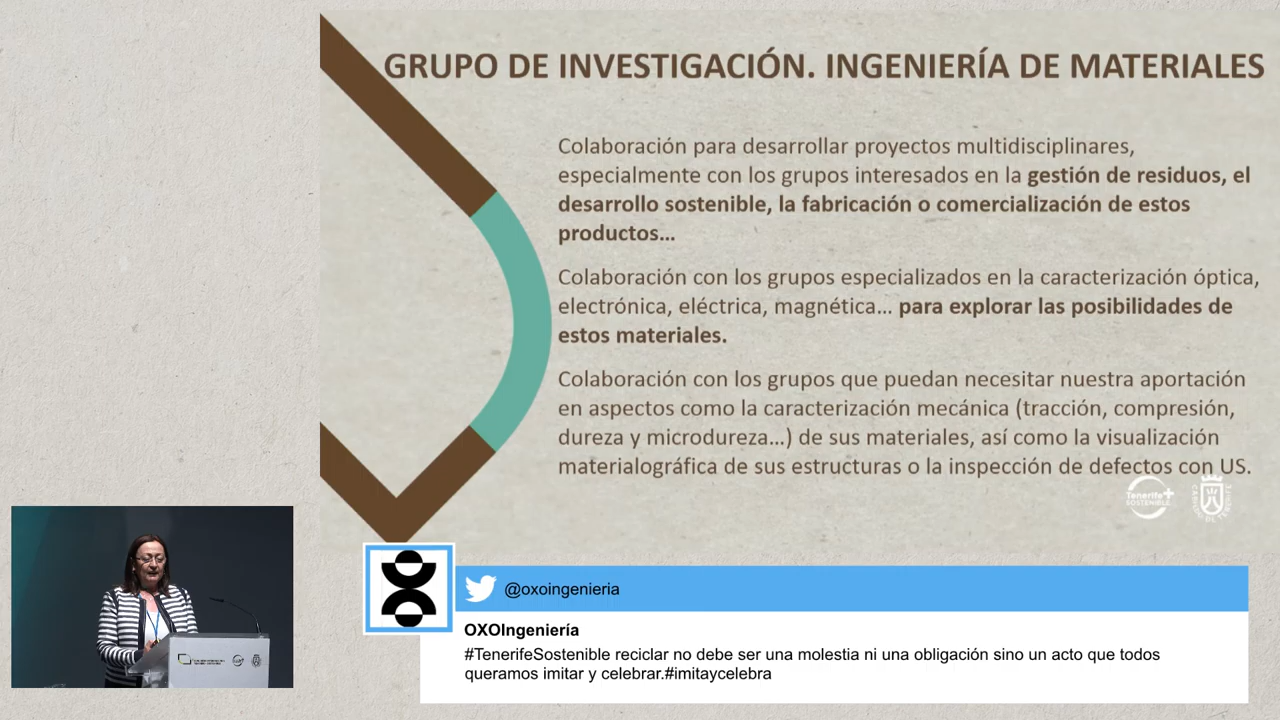 GRUPO DE INVESTIGACIÓN. INGENIERÍA DE MATERIALES
Colaboración para desarrollar proyectos multidisciplinares,
especialmente con los grupos interesados en la gestión de residuos, el
desarrollo sostenible, la fabricación o comercialización de estos
productos...
Colaboración con los grupos especializados en la caracterización óptica,
electrónica, eléctrica, magnética... para explorar las posibilidades de
estos materiales.
Colaboración con los grupos que puedan necesitar nuestra aportación
en aspectos como la caracterización mecánica (tracción, compresión,
dureza y microdureza...) de sus materiales, así como la visualización
materialográfica de sus estructuras o la inspección de defectos con US.
Tenerife+
SOSTENIBLE
CABILDO DE TENERIFE
@oxoingenieria
OXOIngeniería
#TenerifeSostenible reciclar no debe ser una molestia ni una obligación sino un acto que todos
queramos imitar y celebrar.#imitaycelebra